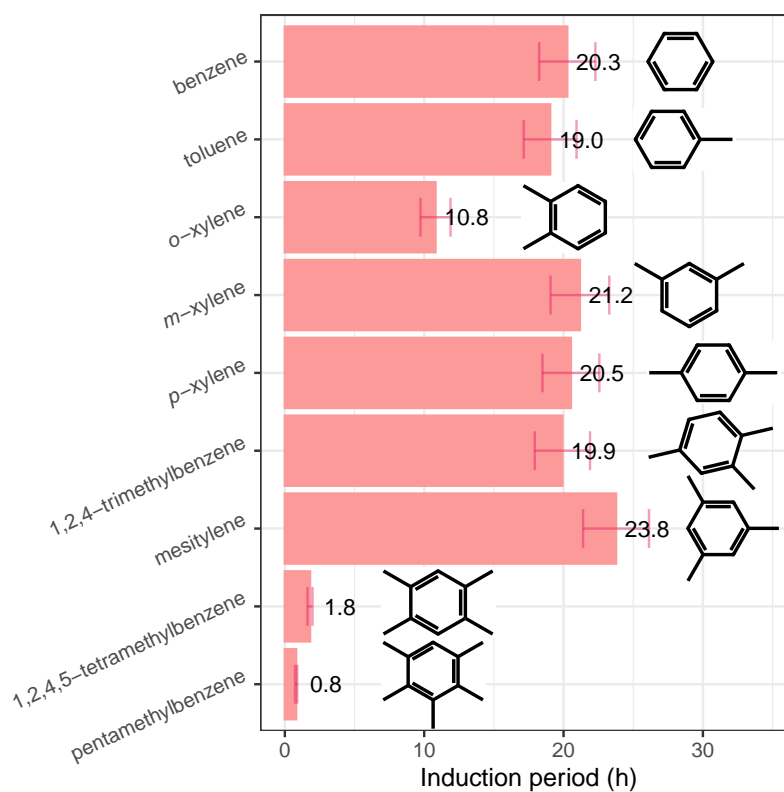 benzene
20.3
toluene
19.0
o−xylene
10.8
m−xylene
21.2
p−xylene
20.5
1,2,4−trimethylbenzene
19.9
mesitylene
23.8
1,2,4,5−tetramethylbenzene
1.8
pentamethylbenzene
0.8
0 10 20 30
Induction period (h)